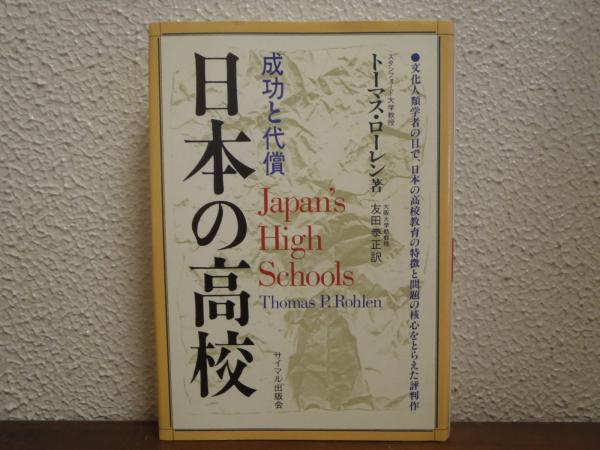 ●文化人類学者の目で、日本の高校教育の特徴と問題の核心をとらえた評判作
スタンフォード大学教授
トーマス・ローレン著
大阪大学助教授
友田泰正訳
成功と代償
日本の高校
Japan's
High
Schools
Thomas P. Rohlen
サイマル出版会